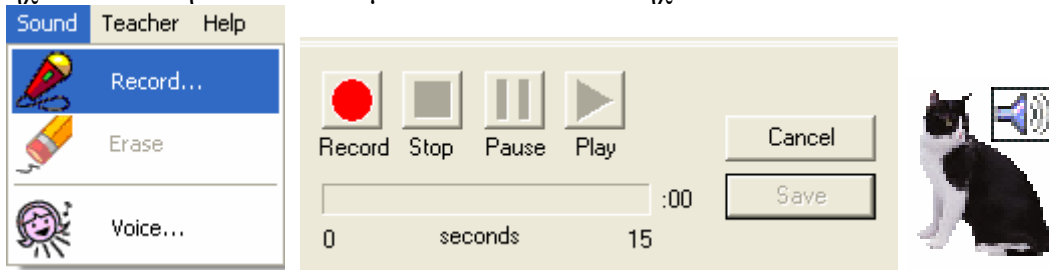 Sound Teacher Help
Record...
Erase
Voice...
Record Stop Pause Play
Cancel
:00
Save
0 seconds 15